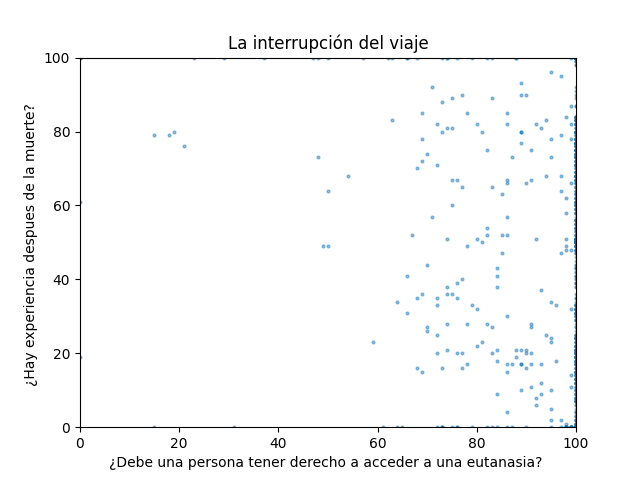 La interrupción del viaje
100
80
60
40
20
0
¿Hay experiencia despues de la muerte?
0 20 40 60 80 100
¿Debe una persona tener derecho a acceder a una eutanasia?